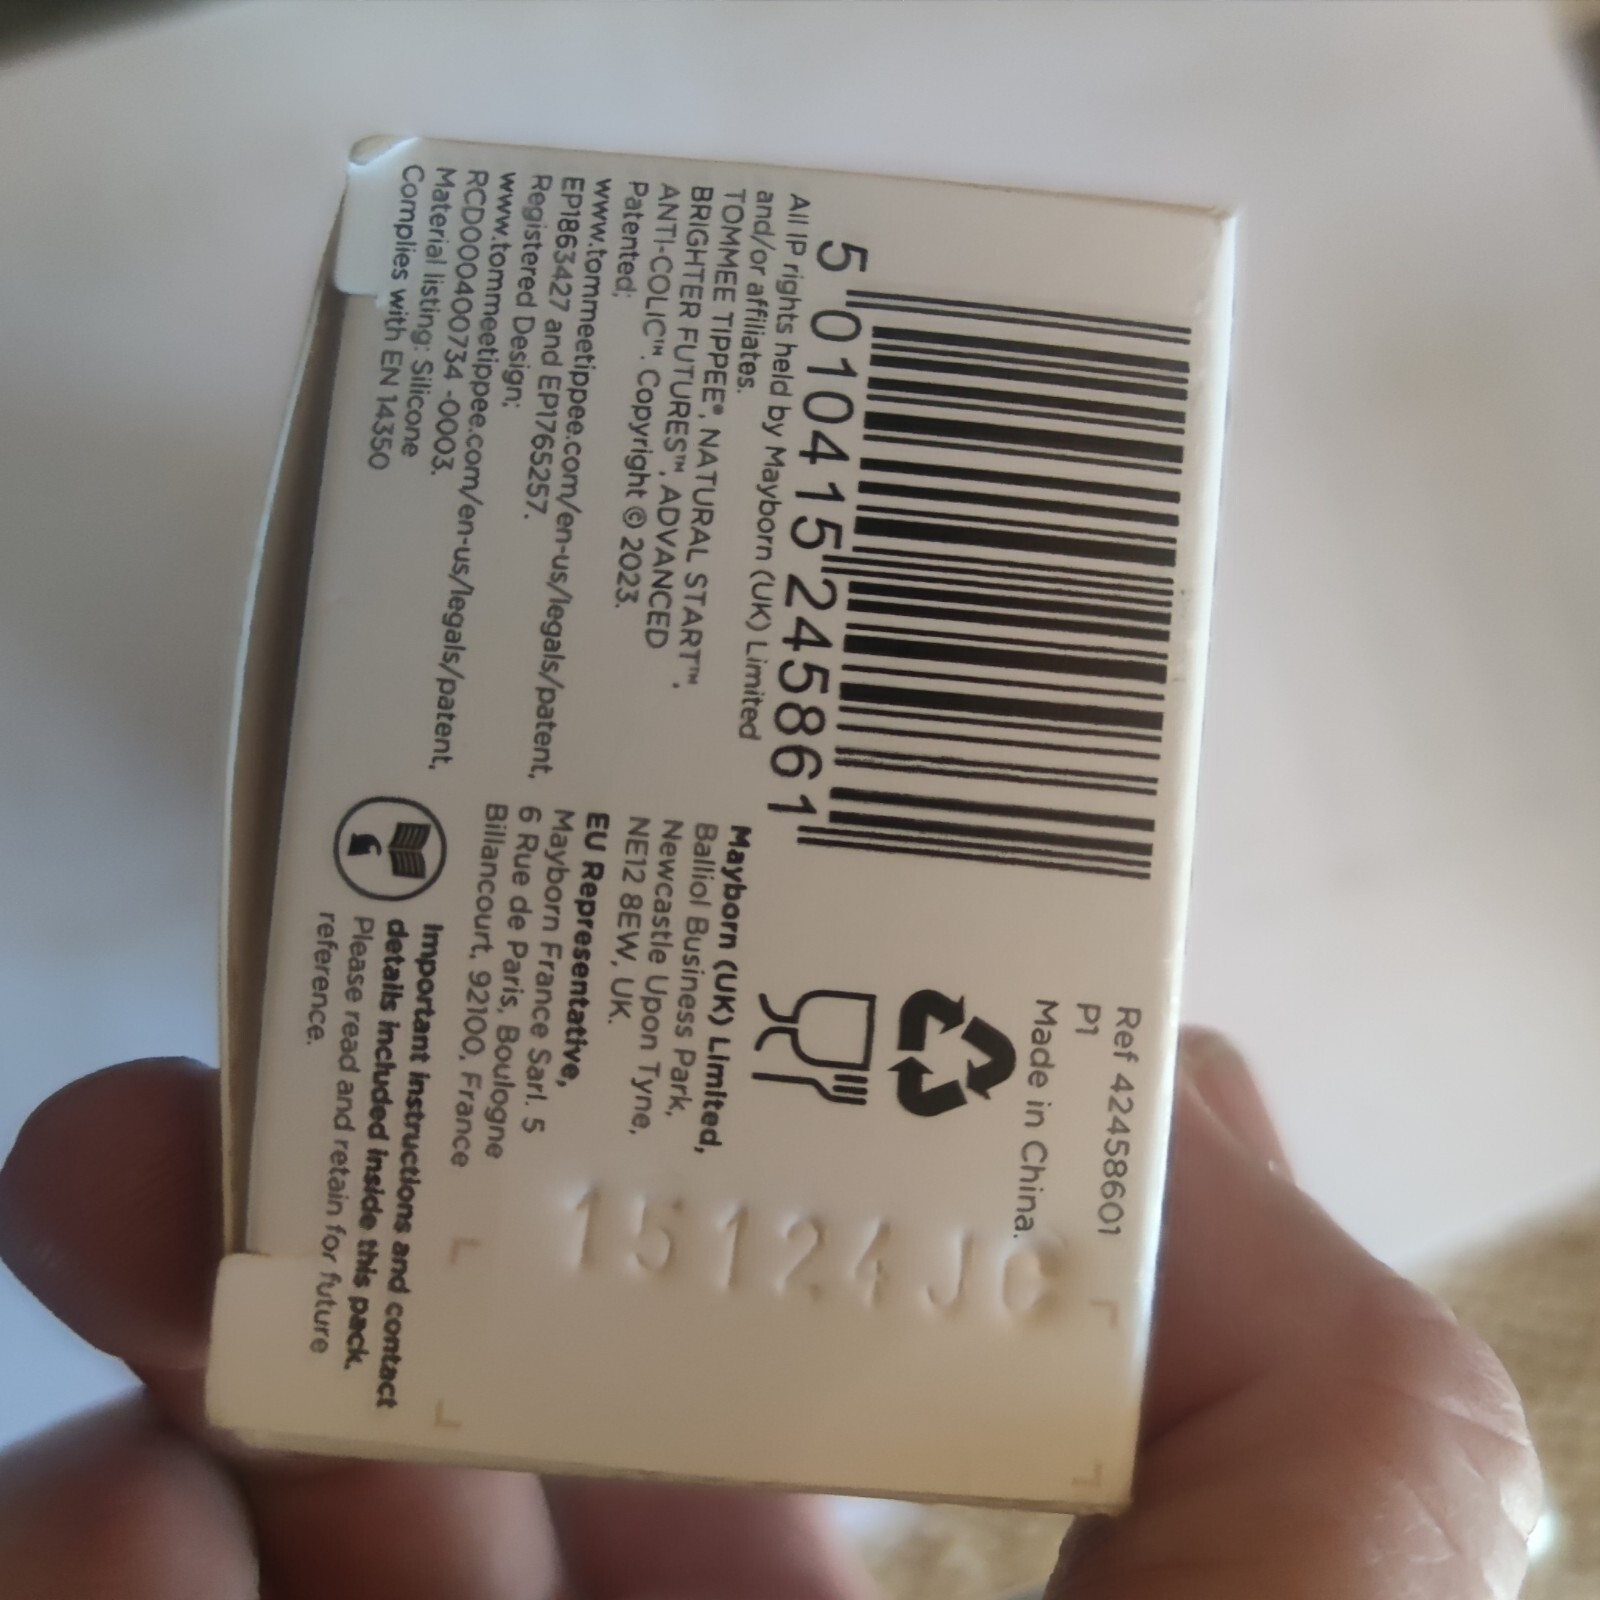 5 010415 245861
All IP rights held by Mayborn (UK) Limited
and/or affiliates.
TOMMEE TIPPEE®, NATURAL START™,
BRIGHTER FUTURES™, ADVANCED
ANTI-COLIC™. Copyright © 2023.
Patented;
www.tommeetippee.com/en-us/legals/patent,
EP1863427 and EP1765257.
Registered Design;
www.tommeetippee.com/en-us/legals/patent,
RCD000400734 -0003.
Material listing: Silicone
Complies with EN 14350
Ref 42458601
P1
Made in China.
Mayborn (UK) Limited,
Balliol Business Park,
Newcastle Upon Tyne,
NE12 8EW, UK.
EU Representative,
Mayborn France Sarl. 5
6 Rue de Paris, Boulogne
Billancourt, 92100, France
Important instructions and contact
details included inside this pack.
Please read and retain for future
reference.
15124JC